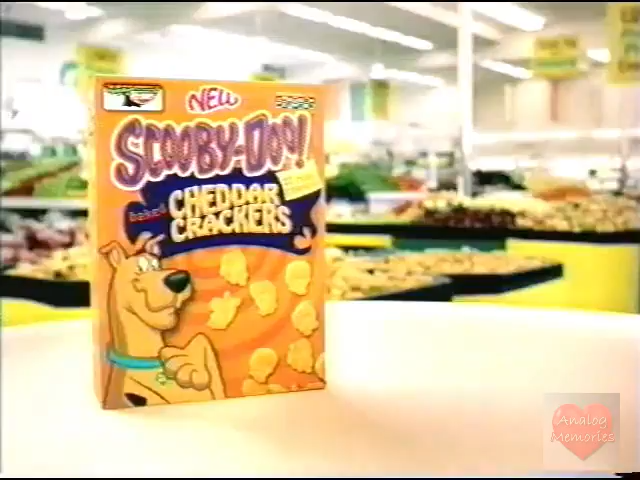 NEW
SCOOBY-DOO!
baked
CHEDDAR
CRACKERS
Analog
Memories